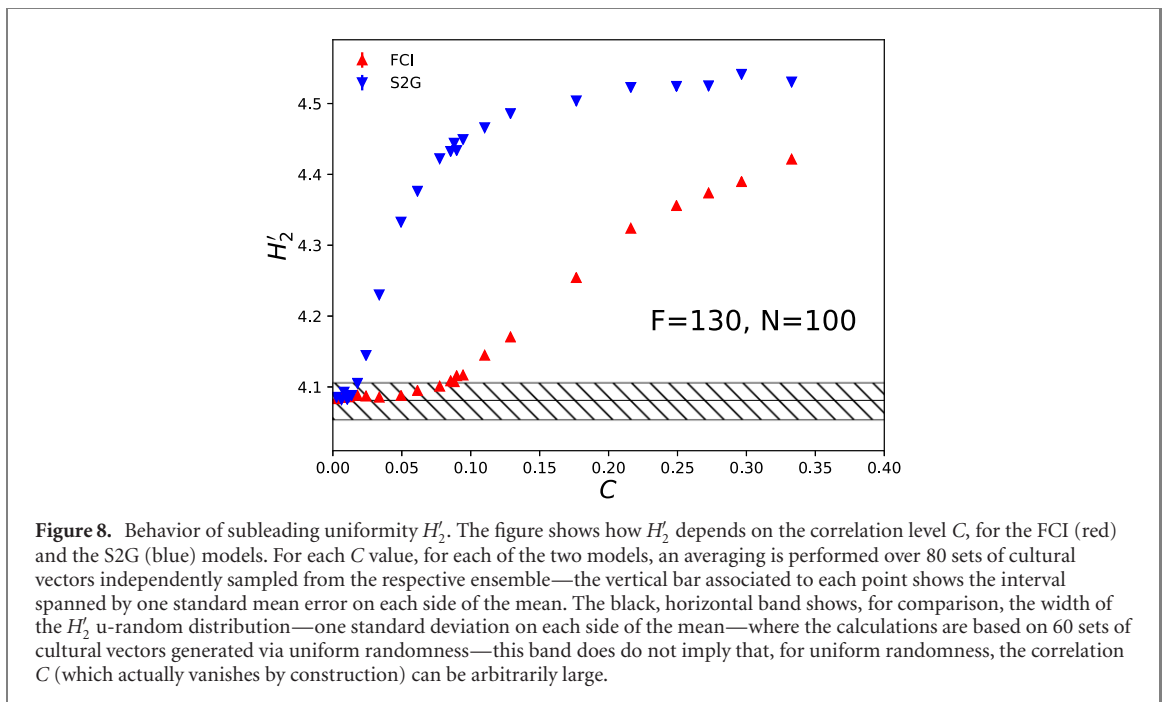 FCI
S2G
4.5
4.4
4.3
4.2
4.1
H′₂
F=130, N=100
0.00 0.05 0.10 0.15 0.20 0.25 0.30 0.35 0.40
C
Figure 8. Behavior of subleading uniformity H′₂. The figure shows how H′₂ depends on the correlation level C, for the FCI (red)
and the S2G (blue) models. For each C value, for each of the two models, an averaging is performed over 80 sets of cultural
vectors independently sampled from the respective ensemble—the vertical bar associated to each point shows the interval
spanned by one standard mean error on each side of the mean. The black, horizontal band shows, for comparison, the width of
the H′₂ u-random distribution—one standard deviation on each side of the mean—where the calculations are based on 60 sets of
cultural vectors generated via uniform randomness—this band does do not imply that, for uniform randomness, the correlation
C (which actually vanishes by construction) can be arbitrarily large.